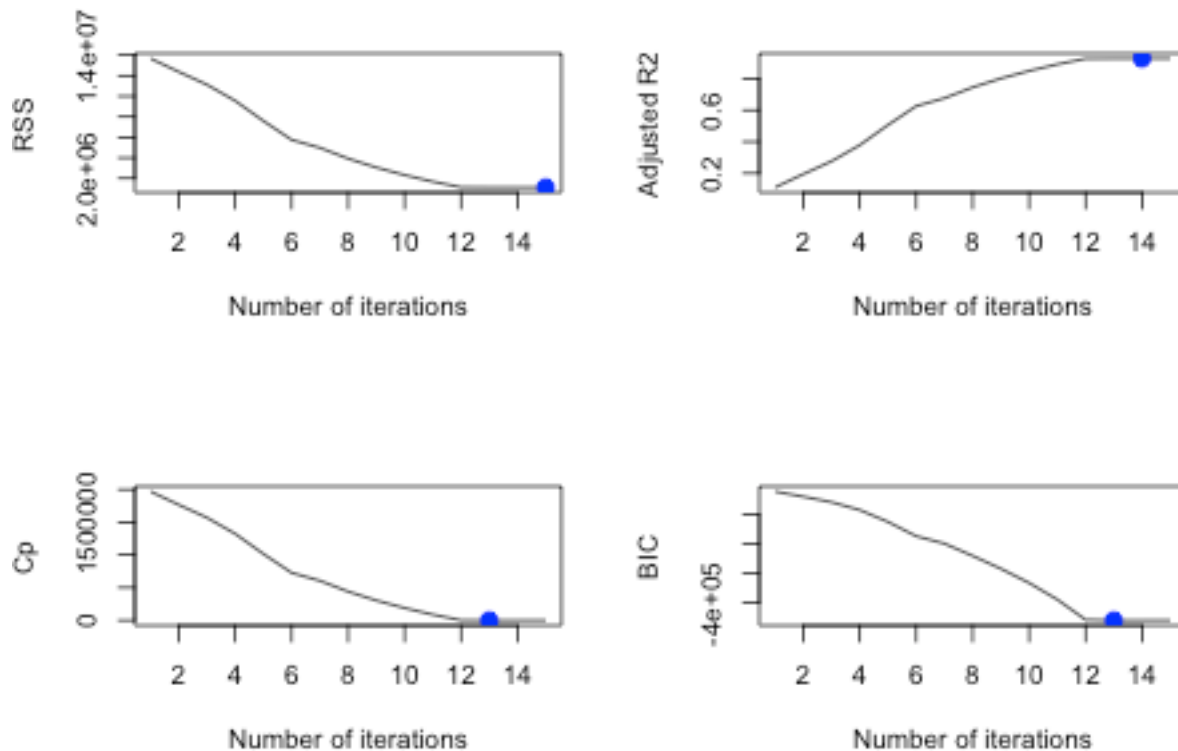 RSS
1.4e+07
2.0e+06
2 4 6 8 10 12 14
Number of iterations
Adjusted R2
0.6
0.2
2 4 6 8 10 12 14
Number of iterations
Cp
1500000
0
2 4 6 8 10 12 14
Number of iterations
BIC
-4e+05
2 4 6 8 10 12 14
Number of iterations